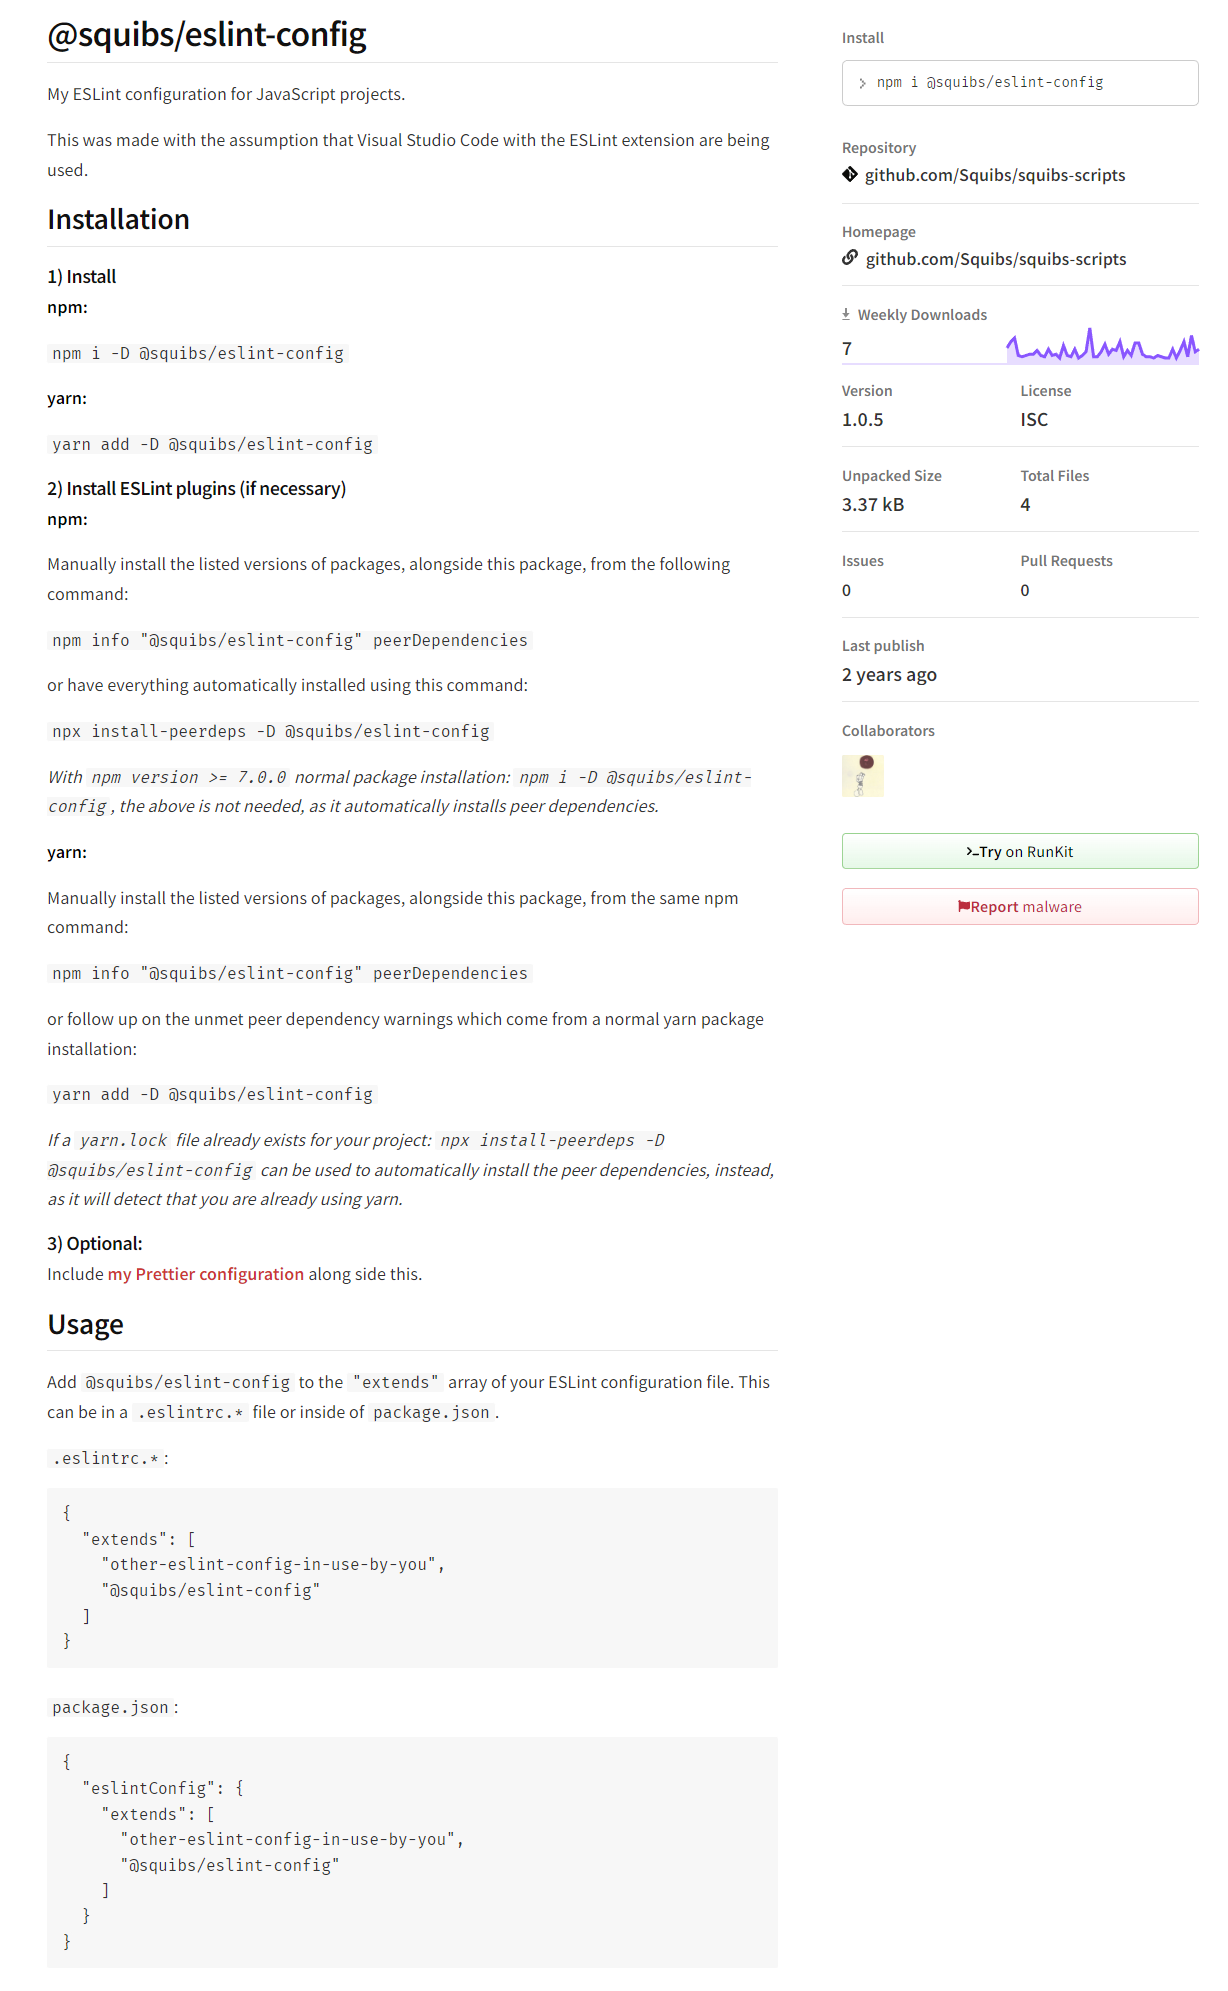 @squibs/eslint-config
My ESLint configuration for JavaScript projects.
This was made with the assumption that Visual Studio Code with the ESLint extension are being
used.
Installation
1) Install
npm:
npm i -D @squibs/eslint-config
yarn:
yarn add -D @squibs/eslint-config
2) Install ESLint plugins (if necessary)
npm:
Manually install the listed versions of packages, alongside this package, from the following
command:
npm info "@squibs/eslint-config" peerDependencies
or have everything automatically installed using this command:
npx install-peerdeps -D @squibs/eslint-config
With npm version >= 7.0.0 normal package installation: npm i -D @squibs/eslint-
config, the above is not needed, as it automatically installs peer dependencies.
yarn:
Manually install the listed versions of packages, alongside this package, from the same npm
command:
npm info "@squibs/eslint-config" peerDependencies
or follow up on the unmet peer dependency warnings which come from a normal yarn package
installation:
yarn add -D @squibs/eslint-config
If a yarn.lock file already exists for your project: npx install-peerdeps -D
@squibs/eslint-config can be used to automatically install the peer dependencies, instead,
as it will detect that you are already using yarn.
3) Optional:
Include my Prettier configuration along side this.
Usage
Add @squibs/eslint-config to the "extends" array of your ESLint configuration file. This
can be in a .eslintrc.* file or inside of package.json.
.eslintrc.*:
{
  "extends": [
    "other-eslint-config-in-use-by-you",
    "@squibs/eslint-config"
  ]
}
package.json:
{
  "eslintConfig": {
    "extends": [
      "other-eslint-config-in-use-by-you",
      "@squibs/eslint-config"
    ]
  }
}
Install
> npm i @squibs/eslint-config
Repository
github.com/Squibs/squibs-scripts
Homepage
github.com/Squibs/squibs-scripts
Weekly Downloads
7
Version License
1.0.5 ISC
Unpacked Size Total Files
3.37 kB 4
Issues Pull Requests
0 0
Last publish
2 years ago
Collaborators
>_Try on RunKit
Report malware